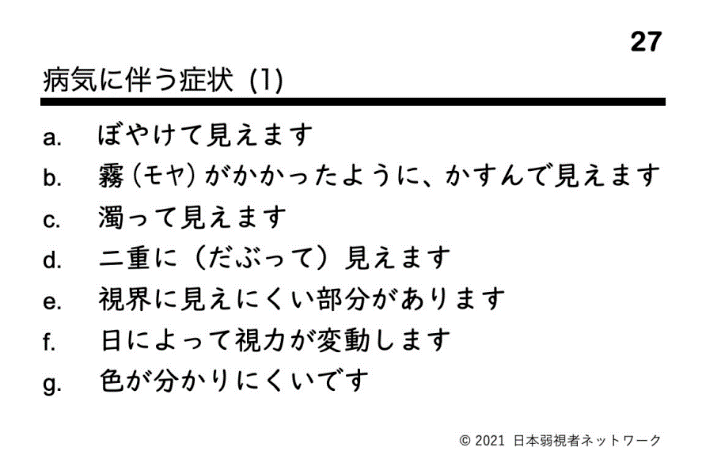 27
病気に伴う症状 (1)
a. ぼやけて見えます
b. 霧(モヤ)がかかったように、かすんで見えます
c. 濁って見えます
d. 二重に(だぶって)見えます
e. 視界に見えにくい部分があります
f. 日によって視力が変動します
g. 色が分かりにくいです
© 2021 日本弱視者ネットワーク